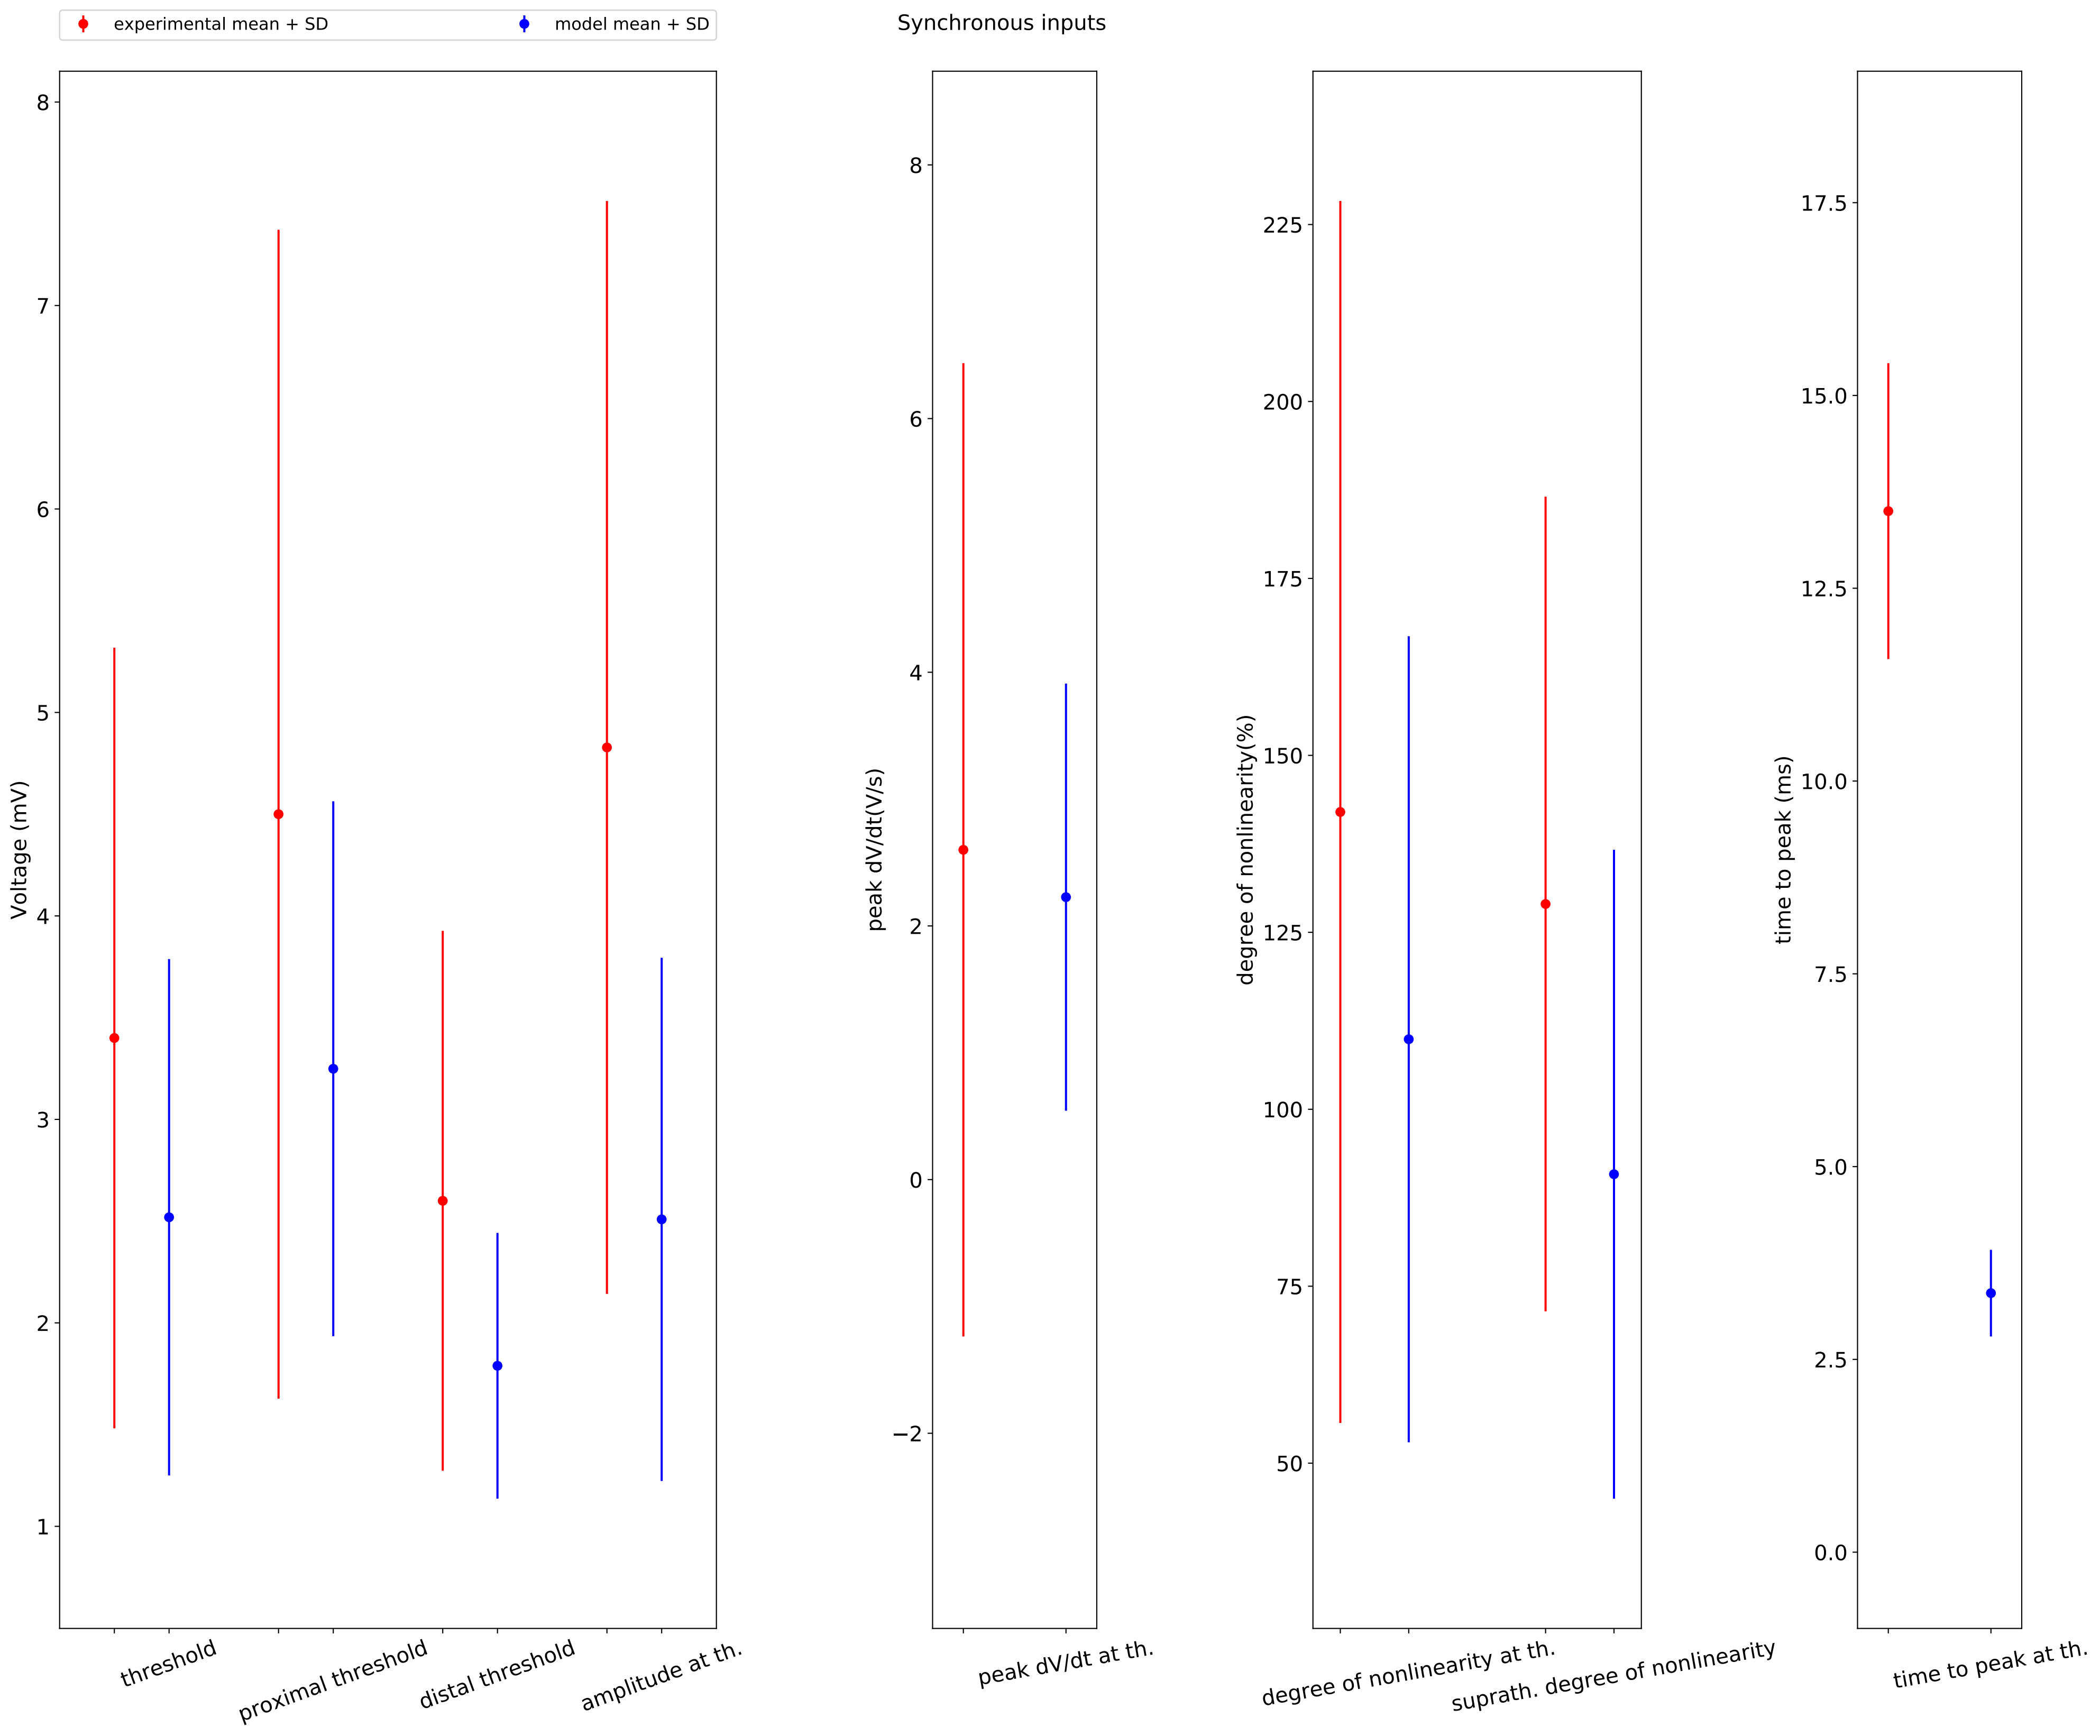 experimental mean + SD
model mean + SD
Synchronous inputs
Voltage (mV)
8
7
6
5
4
3
2
1
threshold
proximal threshold
distal threshold
amplitude at th.
peak dV/dt(V/s)
8
6
4
2
0
−2
peak dV/dt at th.
degree of nonlinearity(%)
225
200
175
150
125
100
75
50
degree of nonlinearity at th.
suprath. degree of nonlinearity
time to peak (ms)
17.5
15.0
12.5
10.0
7.5
5.0
2.5
0.0
time to peak at th.